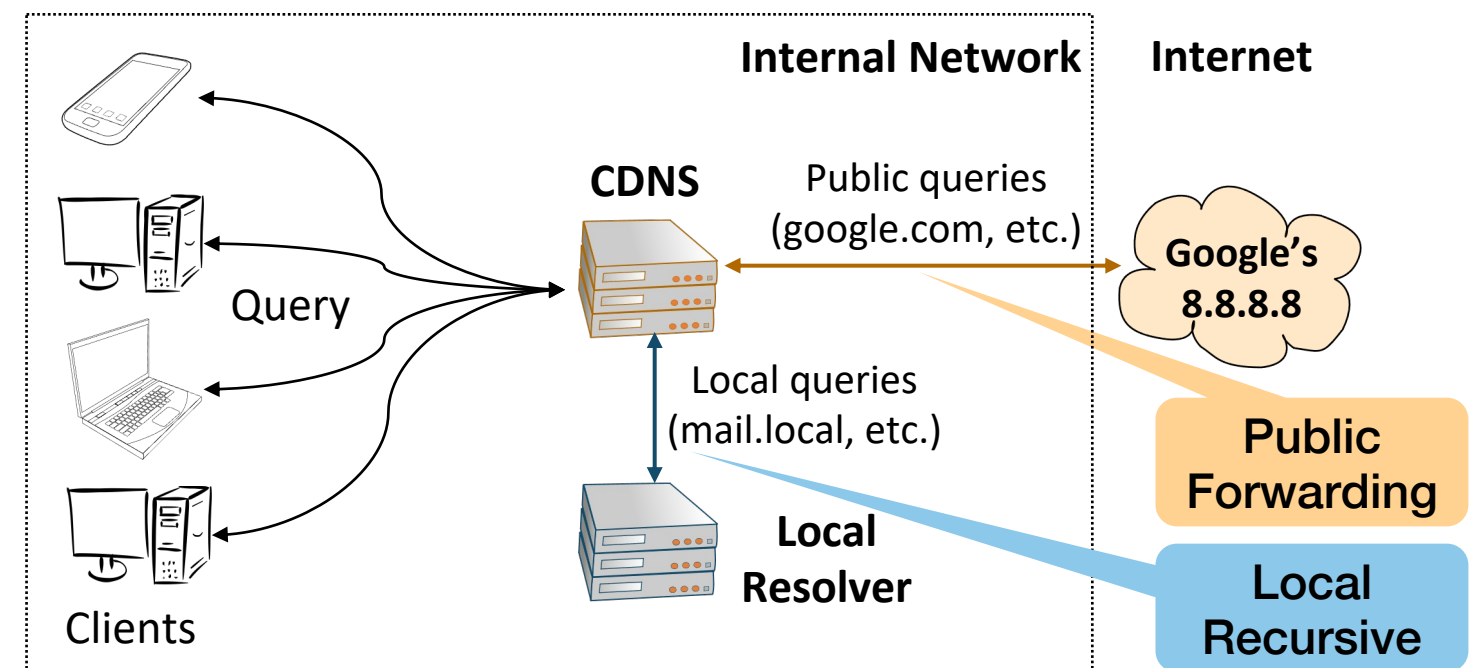 Internal Network
Internet
CDNS
Public queries
(google.com, etc.)
Google’s
8.8.8.8
Query
Local queries
(mail.local, etc.)
Public
Forwarding
Local
Resolver
Local
Recursive
Clients